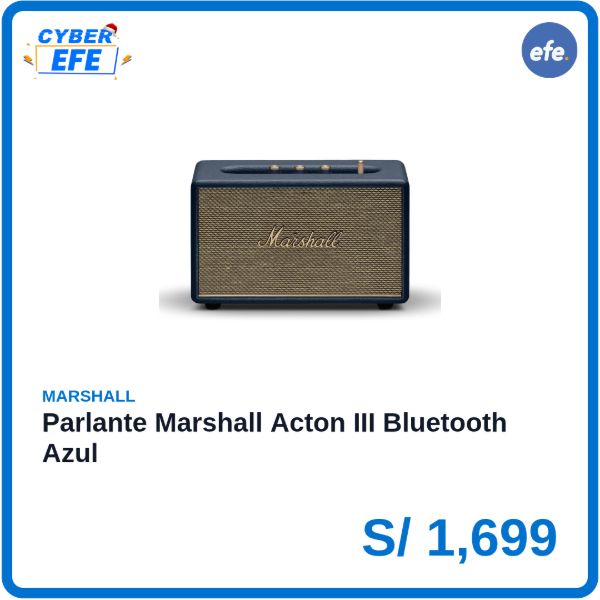 CYBER
EFE
efe.
Marshall
MARSHALL
Parlante Marshall Acton III Bluetooth
Azul
S/ 1,699